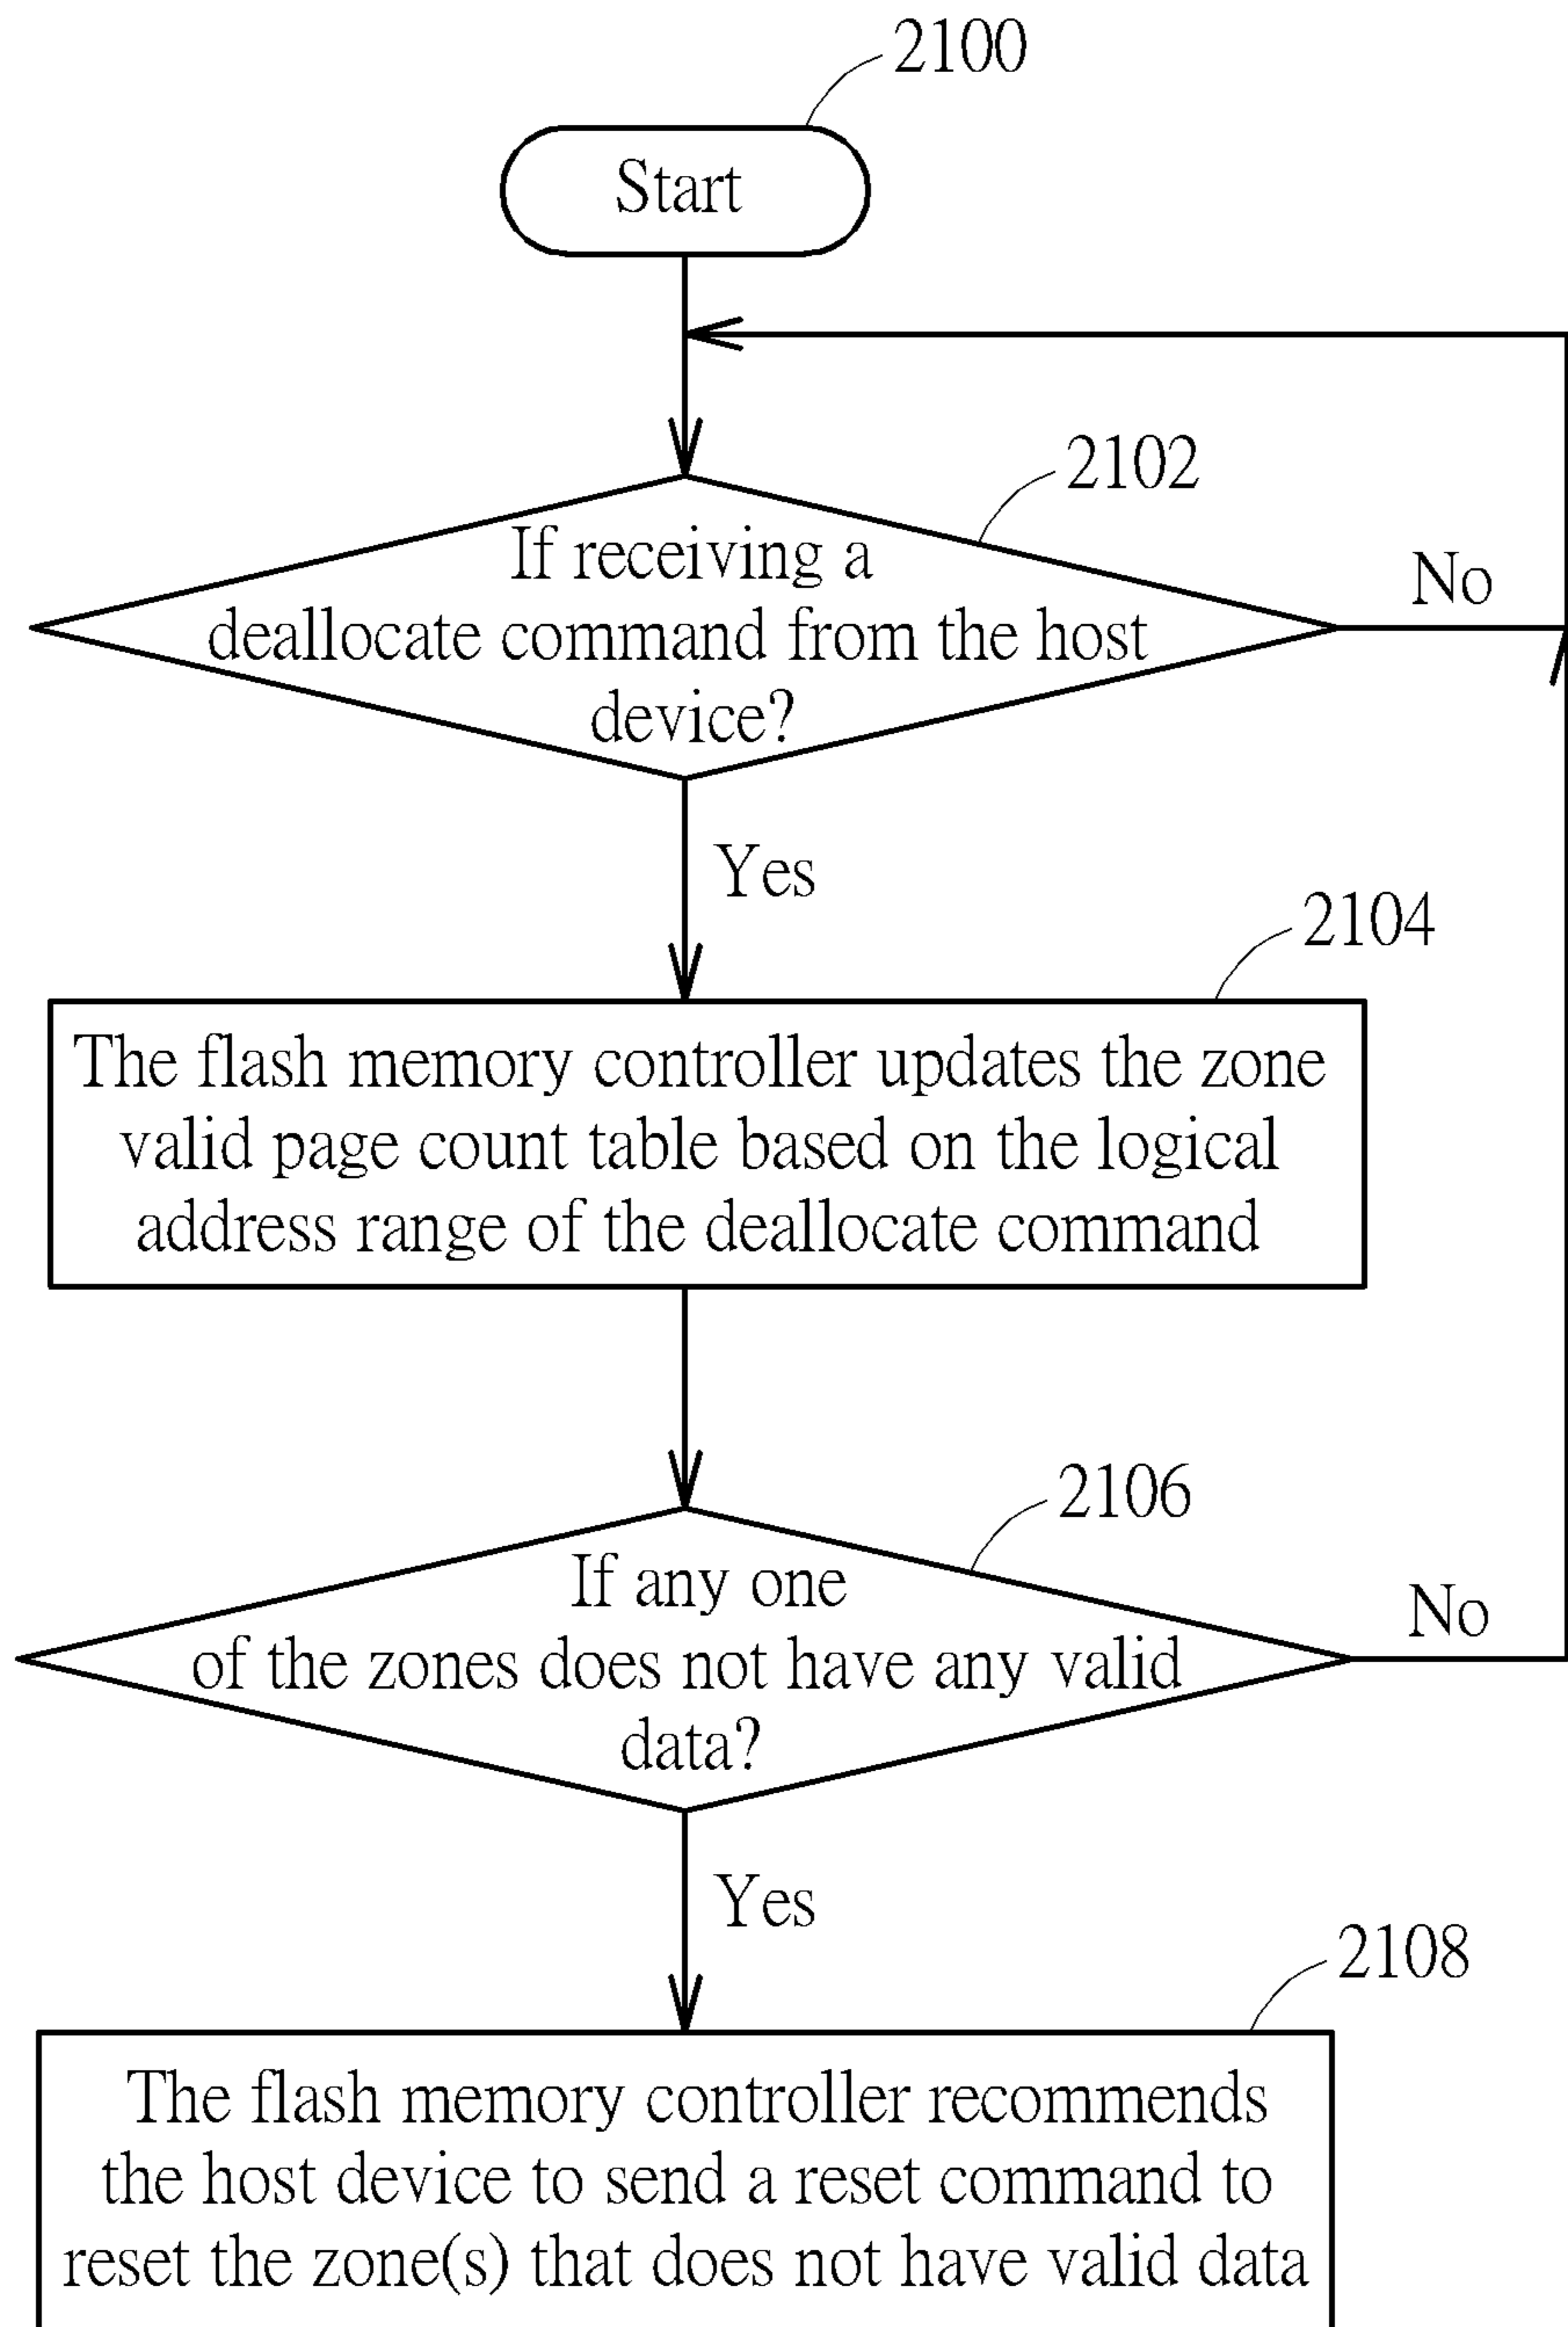 2100
Start
2102
If receiving a
deallocate command from the host
device?
No
Yes
2104
The flash memory controller updates the zone
valid page count table based on the logical
address range of the deallocate command
2106
If any one
of the zones does not have any valid
data?
No
Yes
2108
The flash memory controller recommends
the host device to send a reset command to
reset the zone(s) that does not have valid data